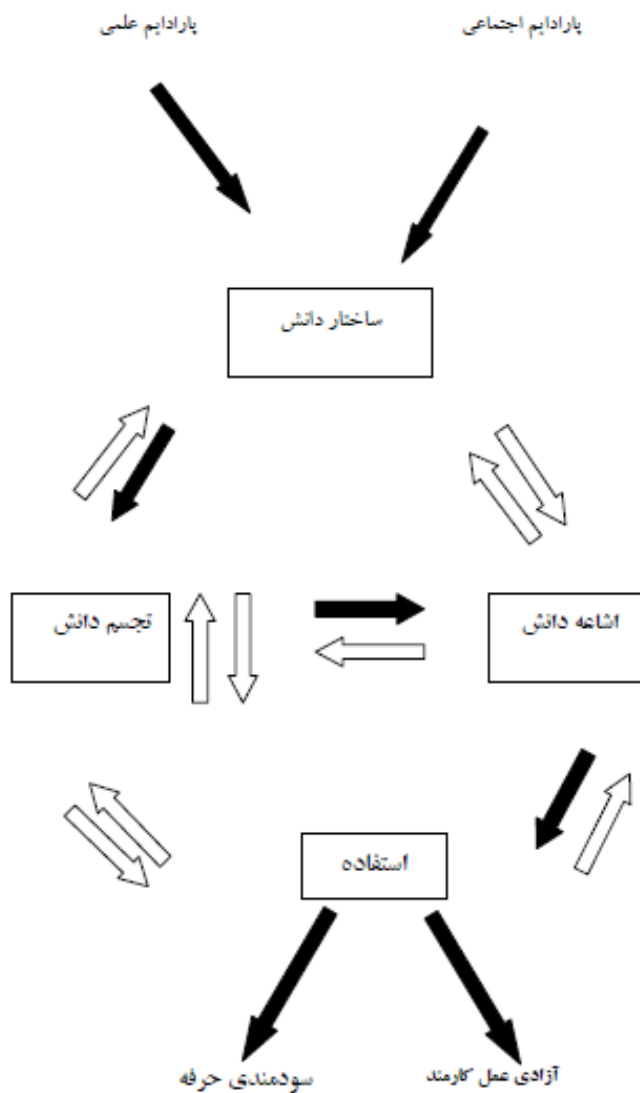 پارادایم اجتماعی
پارادایم علمی
ساختار دانش
اشاعه دانش
تجسم دانش
استفاده
آزادی عمل کارمند
سودمندی حرفه